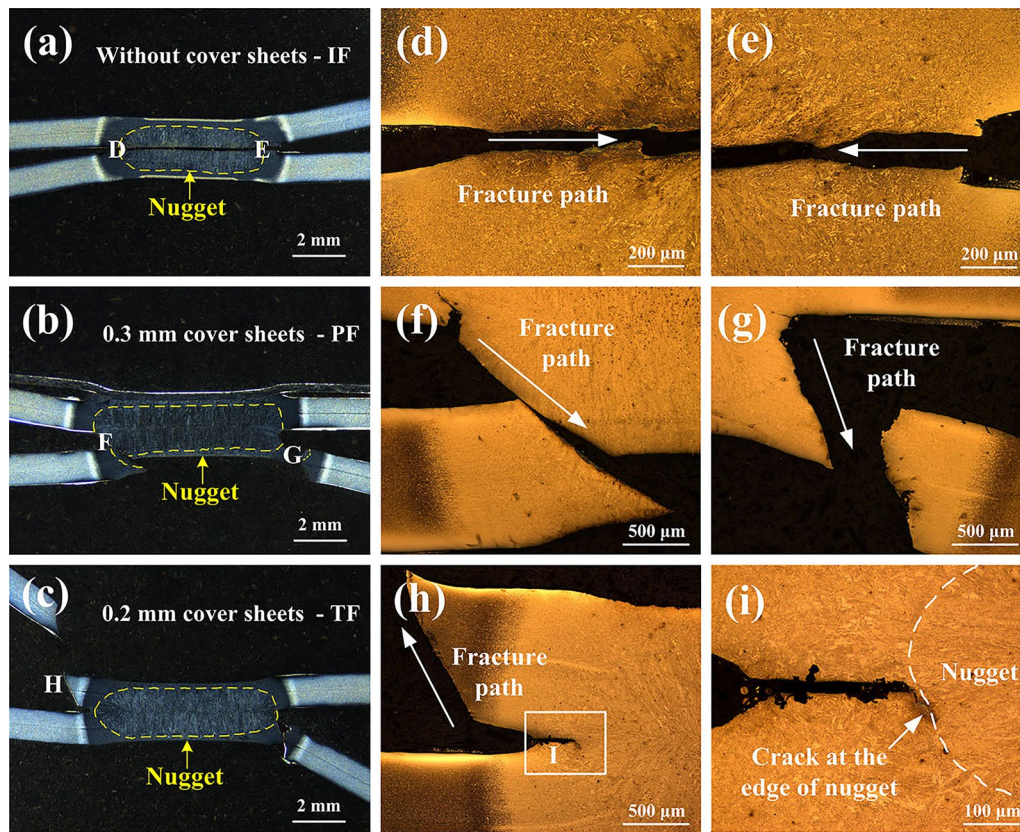 (a)
Without cover sheets - IF
D
E
Nugget
2 mm
(d)
Fracture path
200 μm
(e)
Fracture path
200 μm
(b)
0.3 mm cover sheets - PF
F
G
Nugget
2 mm
(f)
Fracture
path
500 μm
(g)
Fracture
path
500 μm
(c)
0.2 mm cover sheets - TF
H
Nugget
2 mm
(h)
Fracture
path
I
500 μm
(i)
Nugget
Crack at the
edge of nugget
100 μm